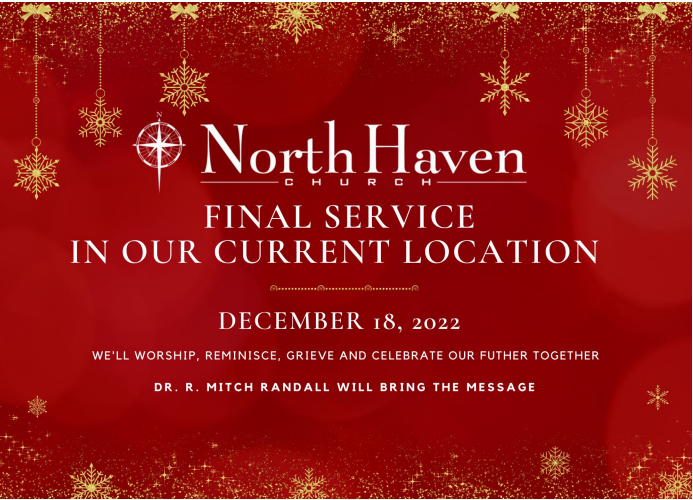 N
North Haven
CHURCH
FINAL SERVICE
IN OUR CURRENT LOCATION
DECEMBER 18, 2022
WE'LL WORSHIP, REMINISCE, GRIEVE AND CELEBRATE OUR FUTHER TOGETHER
DR. R. MITCH RANDALL WILL BRING THE MESSAGE